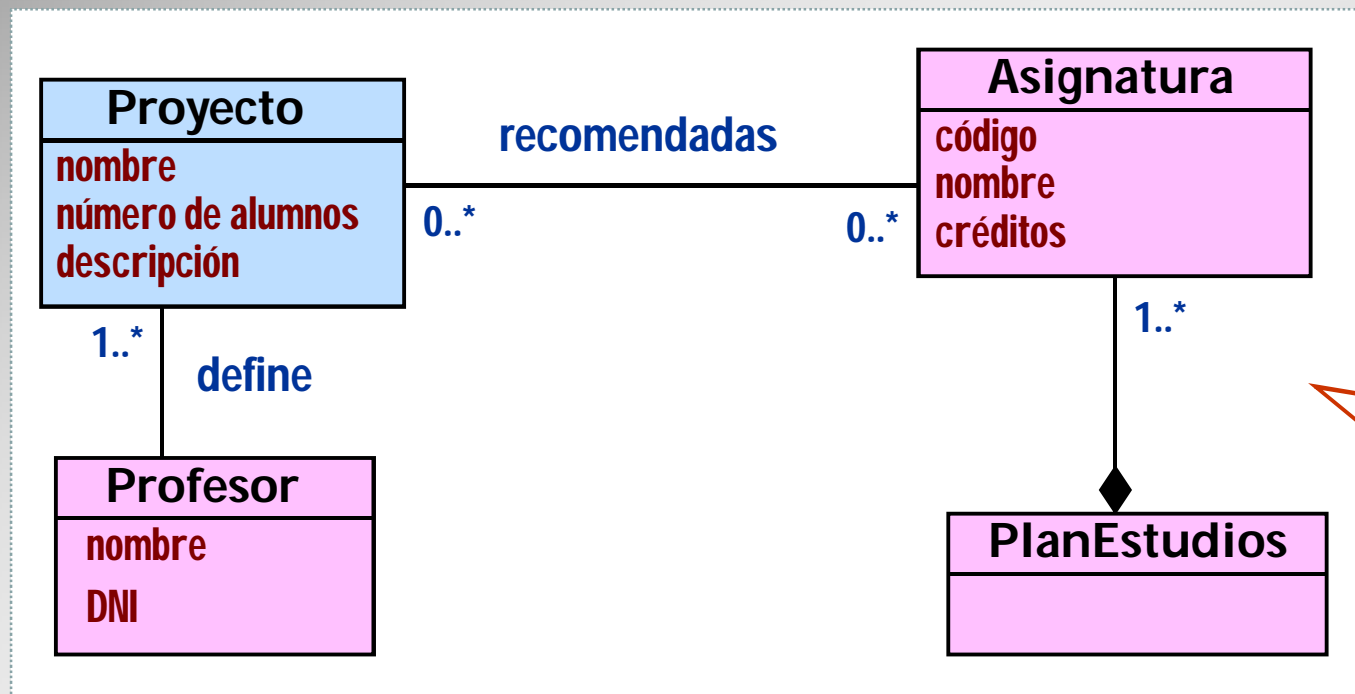 Proyecto
nombre
número de alumnos
descripción
recomendadas
0..*
0..*
Asignatura
código
nombre
créditos
1..*
define
1..*
Profesor
nombre
DNI
PlanEstudios